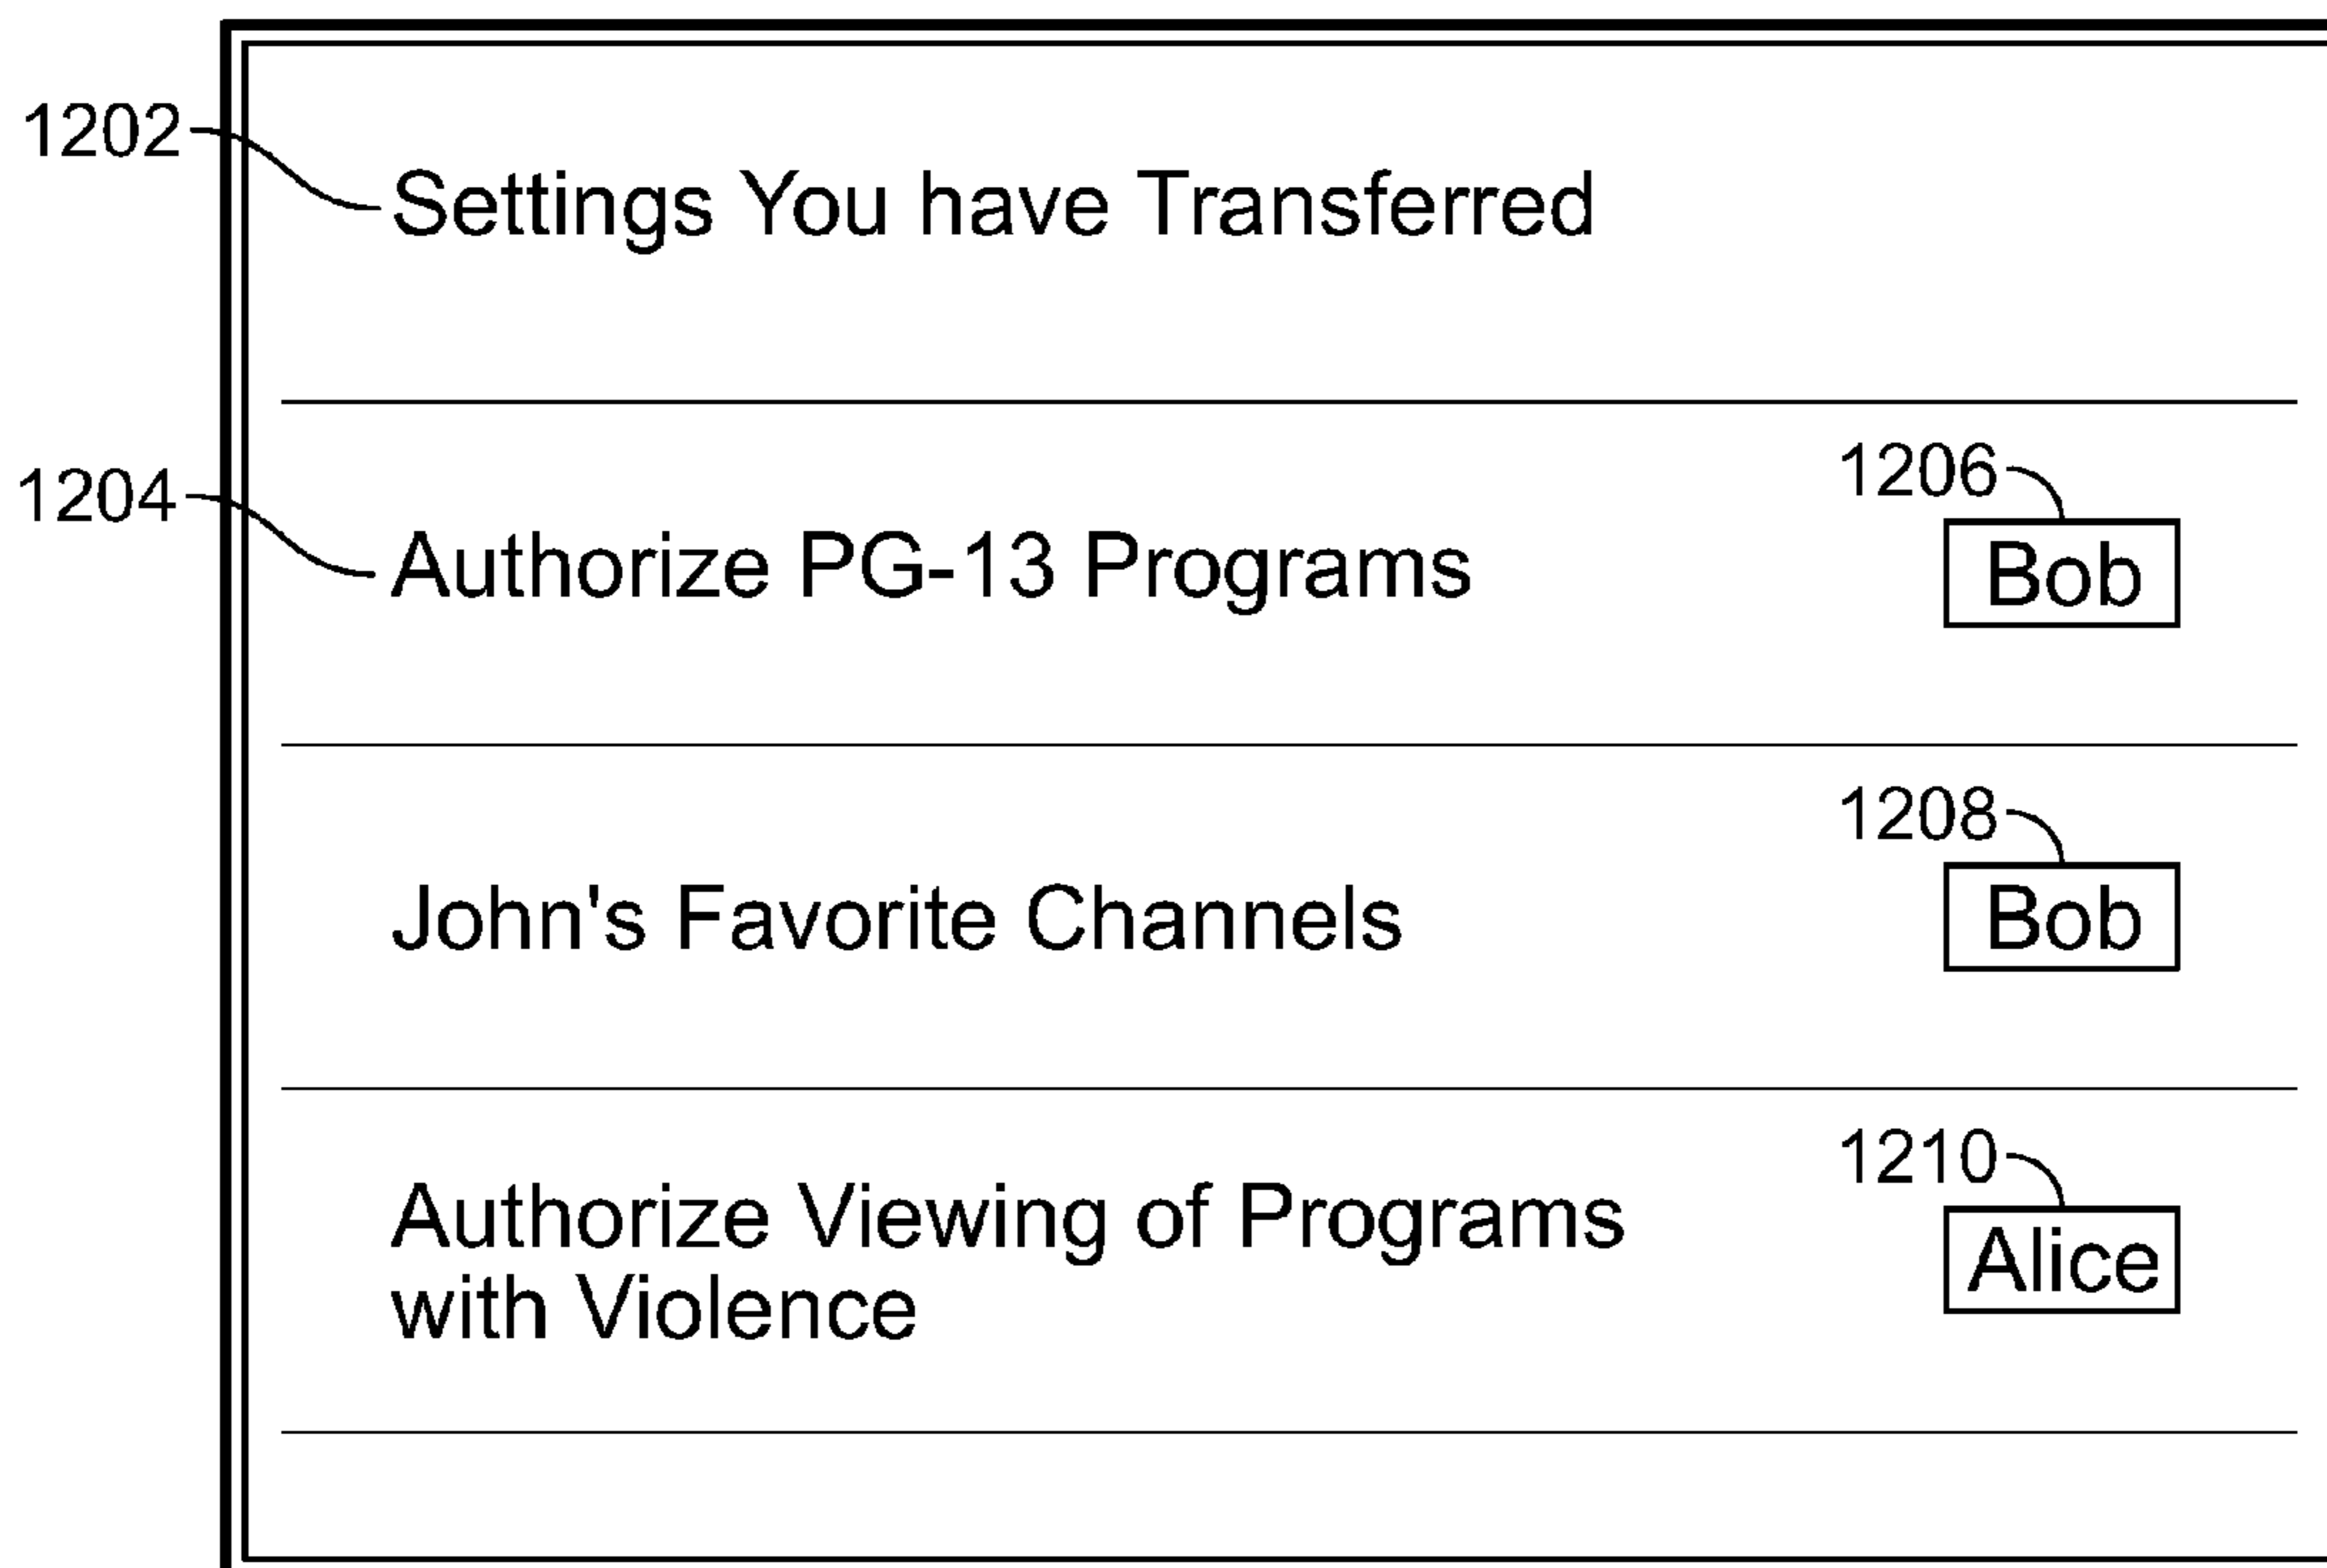 1202
Settings You have Transferred
1204
1206
Authorize PG-13 Programs
Bob
1208
John's Favorite Channels
Bob
1210
Authorize Viewing of Programs
with Violence
Alice